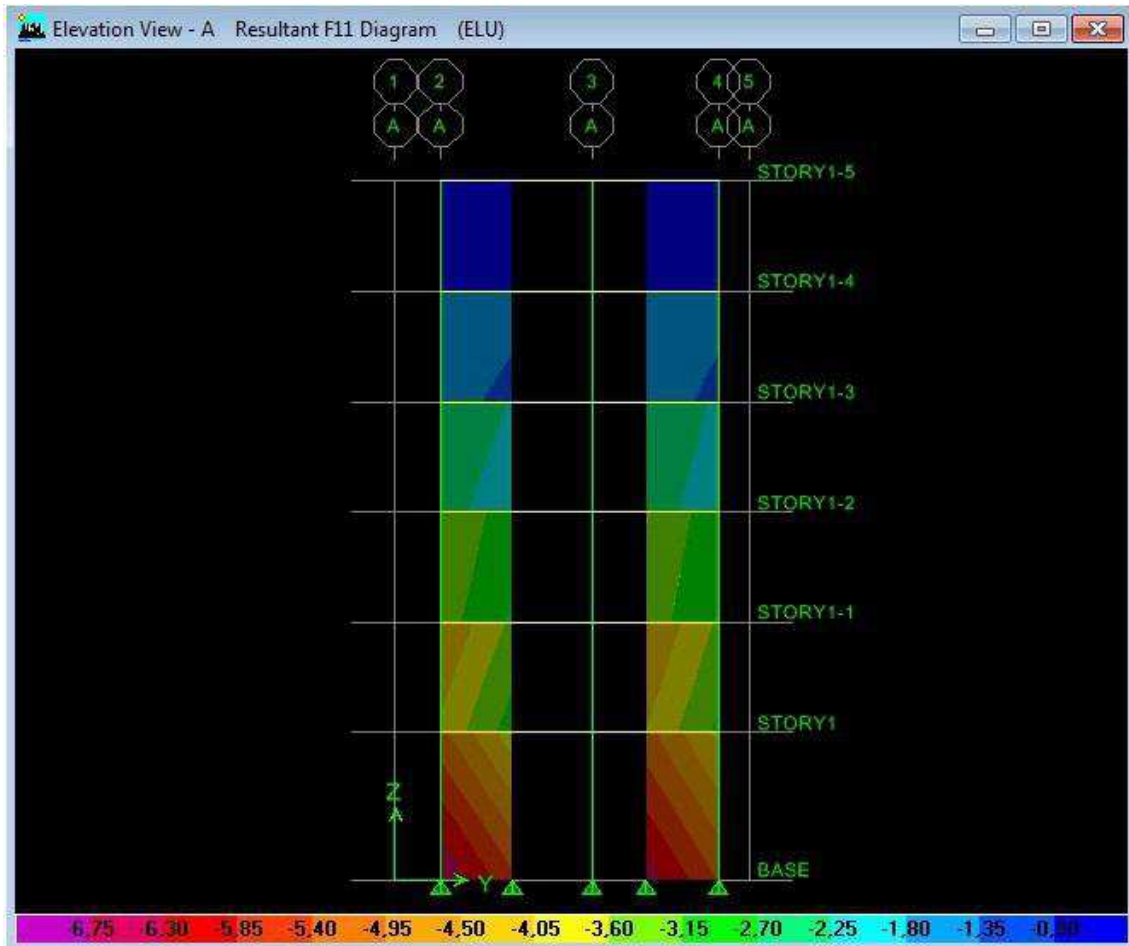 Elevation View - A Resultant F11 Diagram (ELU)
1 2 3 4 5
A A A A A
STORY1-5
STORY1-4
STORY1-3
STORY1-2
STORY1-1
STORY1
Z
BASE
Y
-6,75 -6,30 -5,85 -5,40 -4,95 -4,50 -4,05 -3,60 -3,15 -2,70 -2,25 -1,80 -1,35 -0,90